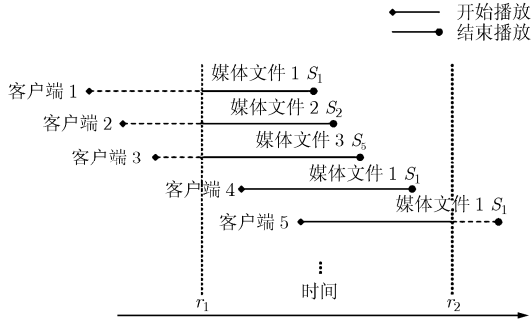 开始播放
结束播放
客户端 1 媒体文件 1 S₁
客户端 2 媒体文件 2 S₂
客户端 3 媒体文件 3 S₅
客户端 4 媒体文件 1 S₁
客户端 5 媒体文件 1 S₁
时间
r₁ r₂